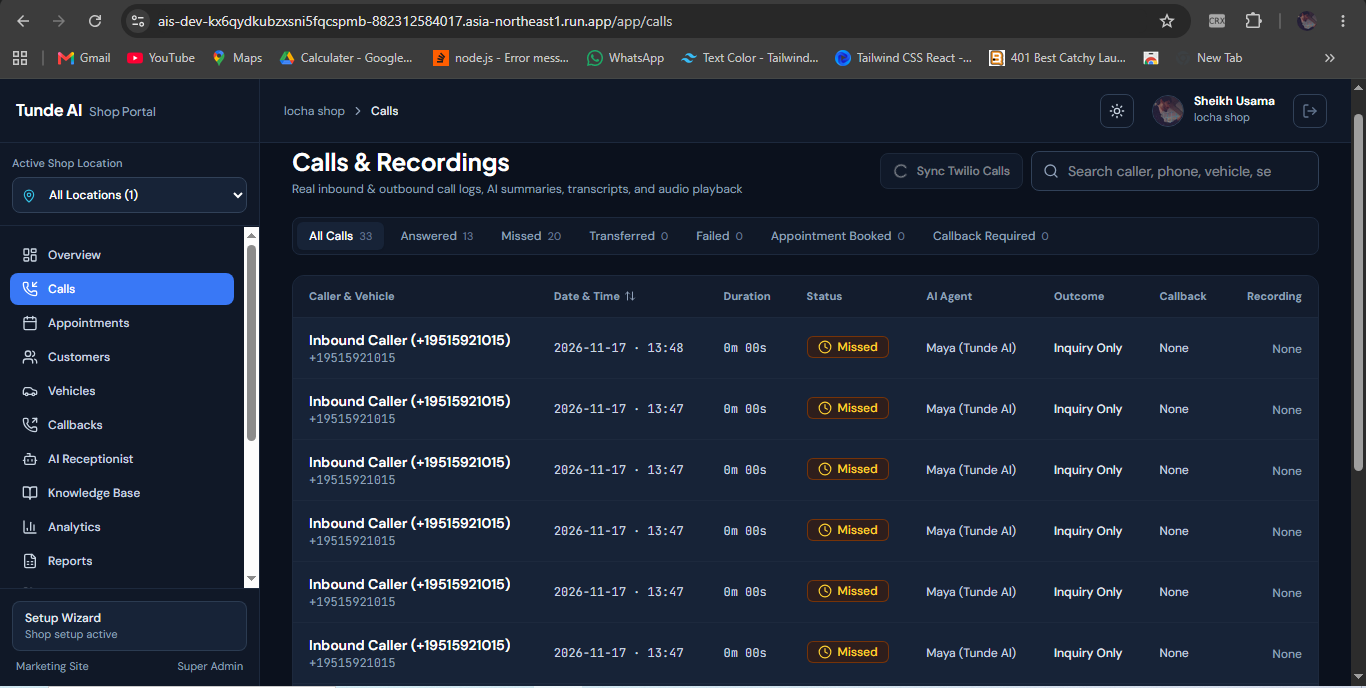 ais-dev-kx6qydkubzxsni5fqcspmb-882312584017.asia-northeast1.run.app/app/calls
CRX
Gmail
YouTube
Maps
Calculater - Google...
node.js - Error mess...
WhatsApp
Text Color - Tailwind...
Tailwind CSS React -...
401 Best Catchy Lau...
New Tab
Tunde AI Shop Portal
locha shop > Calls
Sheikh Usama
locha shop
Active Shop Location
All Locations (1)
Overview
Calls
Appointments
Customers
Vehicles
Callbacks
AI Receptionist
Knowledge Base
Analytics
Reports
Setup Wizard
Shop setup active
Marketing Site Super Admin
Calls & Recordings
Real inbound & outbound call logs, AI summaries, transcripts, and audio playback
Sync Twilio Calls
Search caller, phone, vehicle, se
All Calls 33 Answered 13 Missed 20 Transferred 0 Failed 0 Appointment Booked 0 Callback Required 0
Caller & Vehicle Date & Time ↑↓ Duration Status AI Agent Outcome Callback Recording
Inbound Caller (+19515921015)
+19515921015
2026-11-17 · 13:48 0m 00s Missed Maya (Tunde AI) Inquiry Only None None
Inbound Caller (+19515921015)
+19515921015
2026-11-17 · 13:47 0m 00s Missed Maya (Tunde AI) Inquiry Only None None
Inbound Caller (+19515921015)
+19515921015
2026-11-17 · 13:47 0m 00s Missed Maya (Tunde AI) Inquiry Only None None
Inbound Caller (+19515921015)
+19515921015
2026-11-17 · 13:47 0m 00s Missed Maya (Tunde AI) Inquiry Only None None
Inbound Caller (+19515921015)
+19515921015
2026-11-17 · 13:47 0m 00s Missed Maya (Tunde AI) Inquiry Only None None
Inbound Caller (+19515921015)
+19515921015
2026-11-17 · 13:47 0m 00s Missed Maya (Tunde AI) Inquiry Only None None